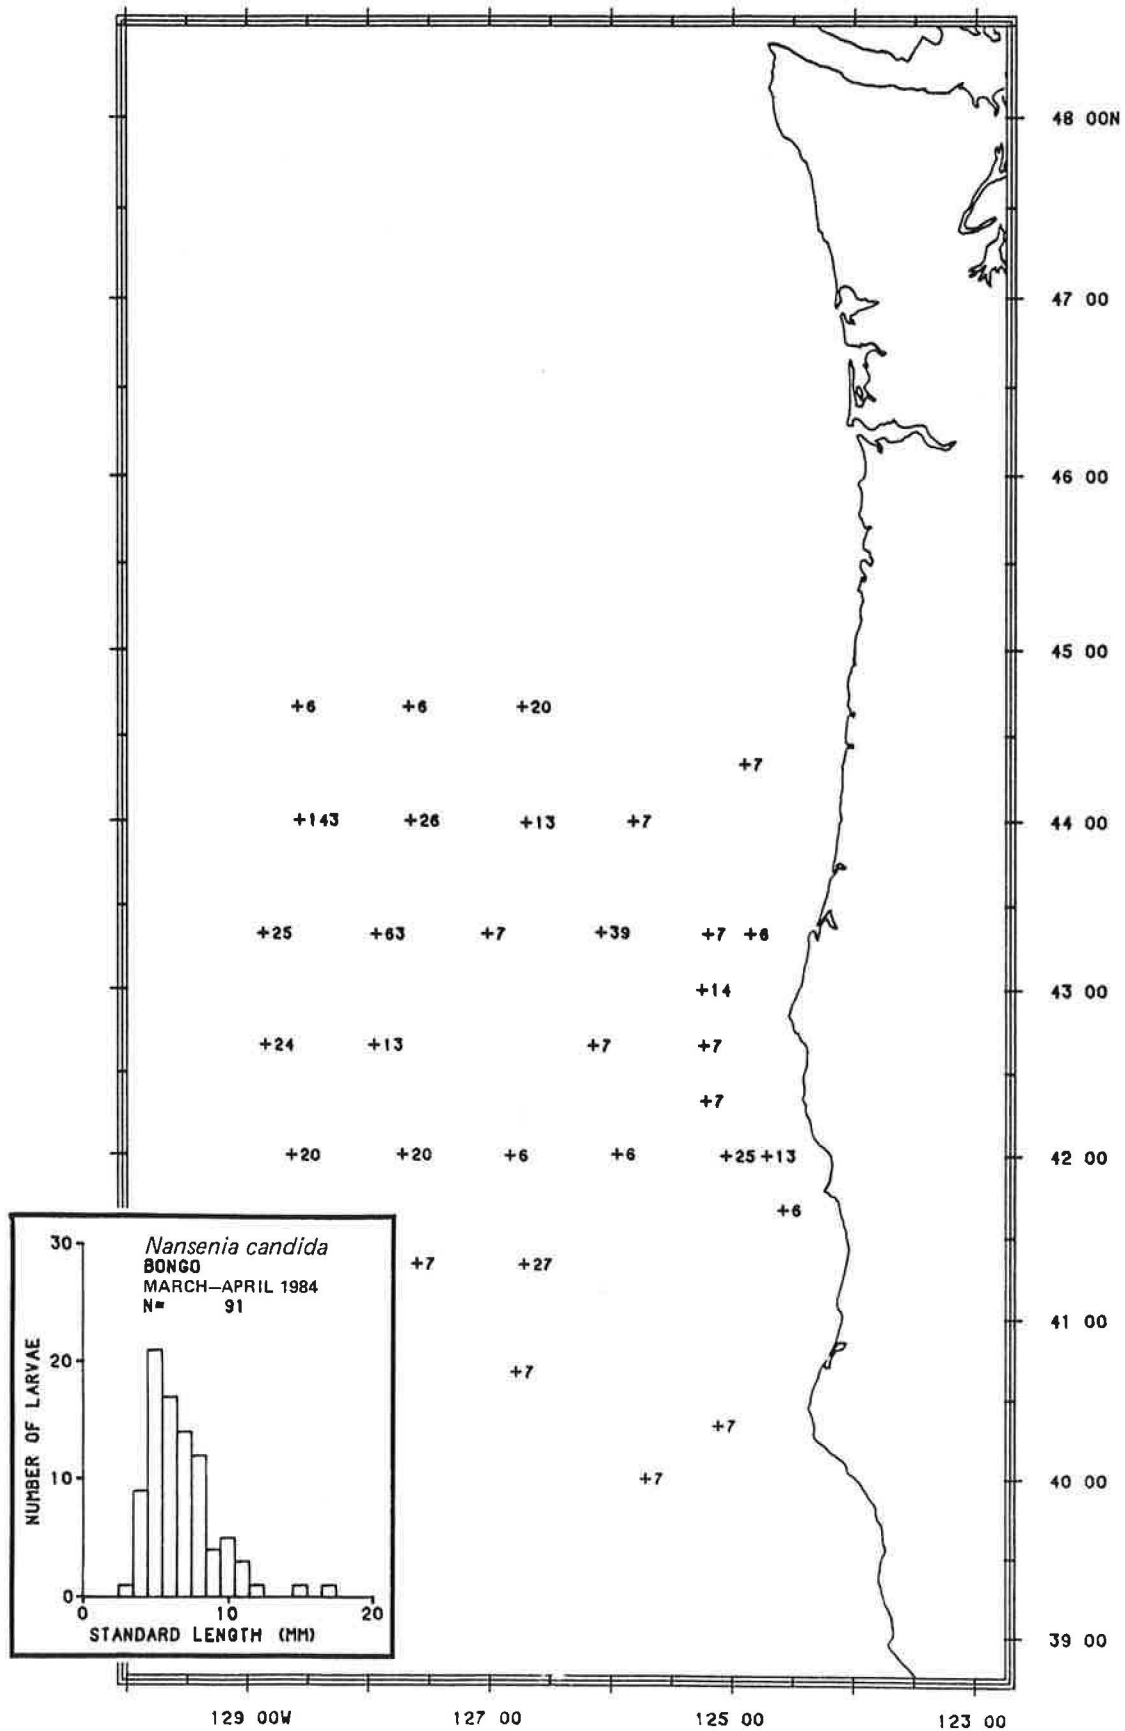 48 00N
47 00
46 00
45 00
+6 +6 +20
+7
+143 +26 +13 +7 44 00
+25 +63 +7 +39 +7 +6
+14 43 00
+24 +13 +7 +7
+7
+20 +20 +6 +6 +25 +13 42 00
+6
+7 +27
41 00
+7
+7
+7 40 00
39 00
129 00W 127 00 125 00 123 00
Nansenia candida
BONGO
MARCH—APRIL 1984
N= 91
NUMBER OF LARVAE
30
20
10
0
0 10 20
STANDARD LENGTH (MM)